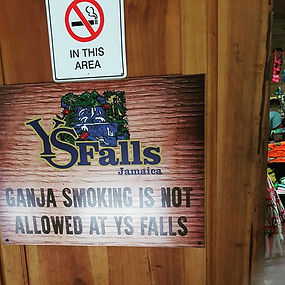 IN THIS
AREA
YS Falls
Jamaica
GANJA SMOKING IS NOT
ALLOWED AT YS FALLS